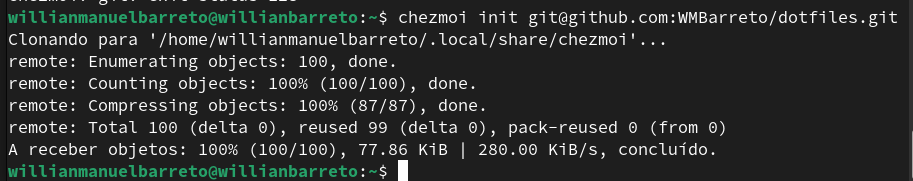 willianmanuelbarreto@willianbarreto:~$ chezmoi init git@github.com:WMBarreto/dotfiles.git
Clonando para '/home/willianmanuelbarreto/.local/share/chezmoi'...
remote: Enumerating objects: 100, done.
remote: Counting objects: 100% (100/100), done.
remote: Compressing objects: 100% (87/87), done.
remote: Total 100 (delta 0), reused 99 (delta 0), pack-reused 0 (from 0)
A receber objetos: 100% (100/100), 77.86 KiB | 280.00 KiB/s, concluído.
willianmanuelbarreto@willianbarreto:~$